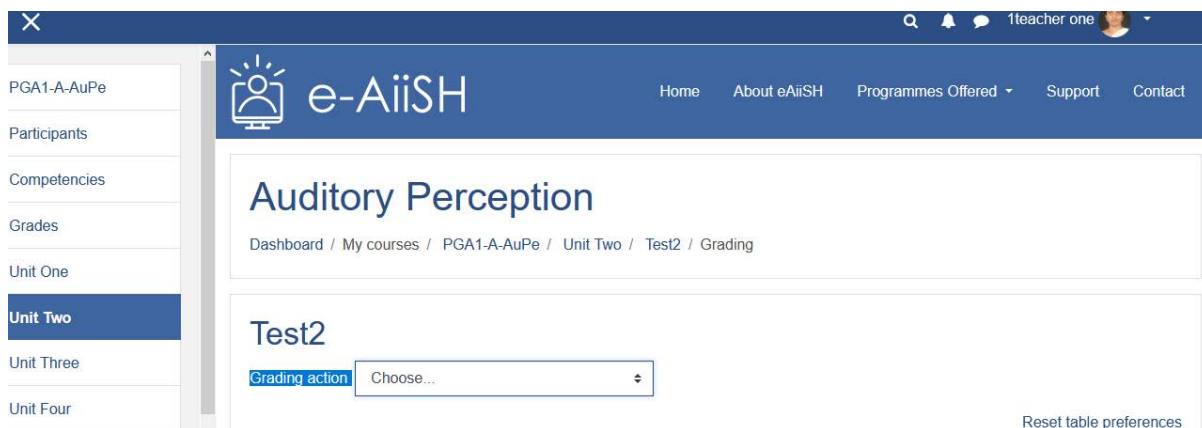 1teacher one
PGA1-A-AuPe
Participants
Competencies
Grades
Unit One
Unit Two
Unit Three
Unit Four
e-AiiSH
Home About eAiiSH Programmes Offered Support Contact
Auditory Perception
Dashboard / My courses / PGA1-A-AuPe / Unit Two / Test2 / Grading
Test2
Grading action Choose...
Reset table preferences